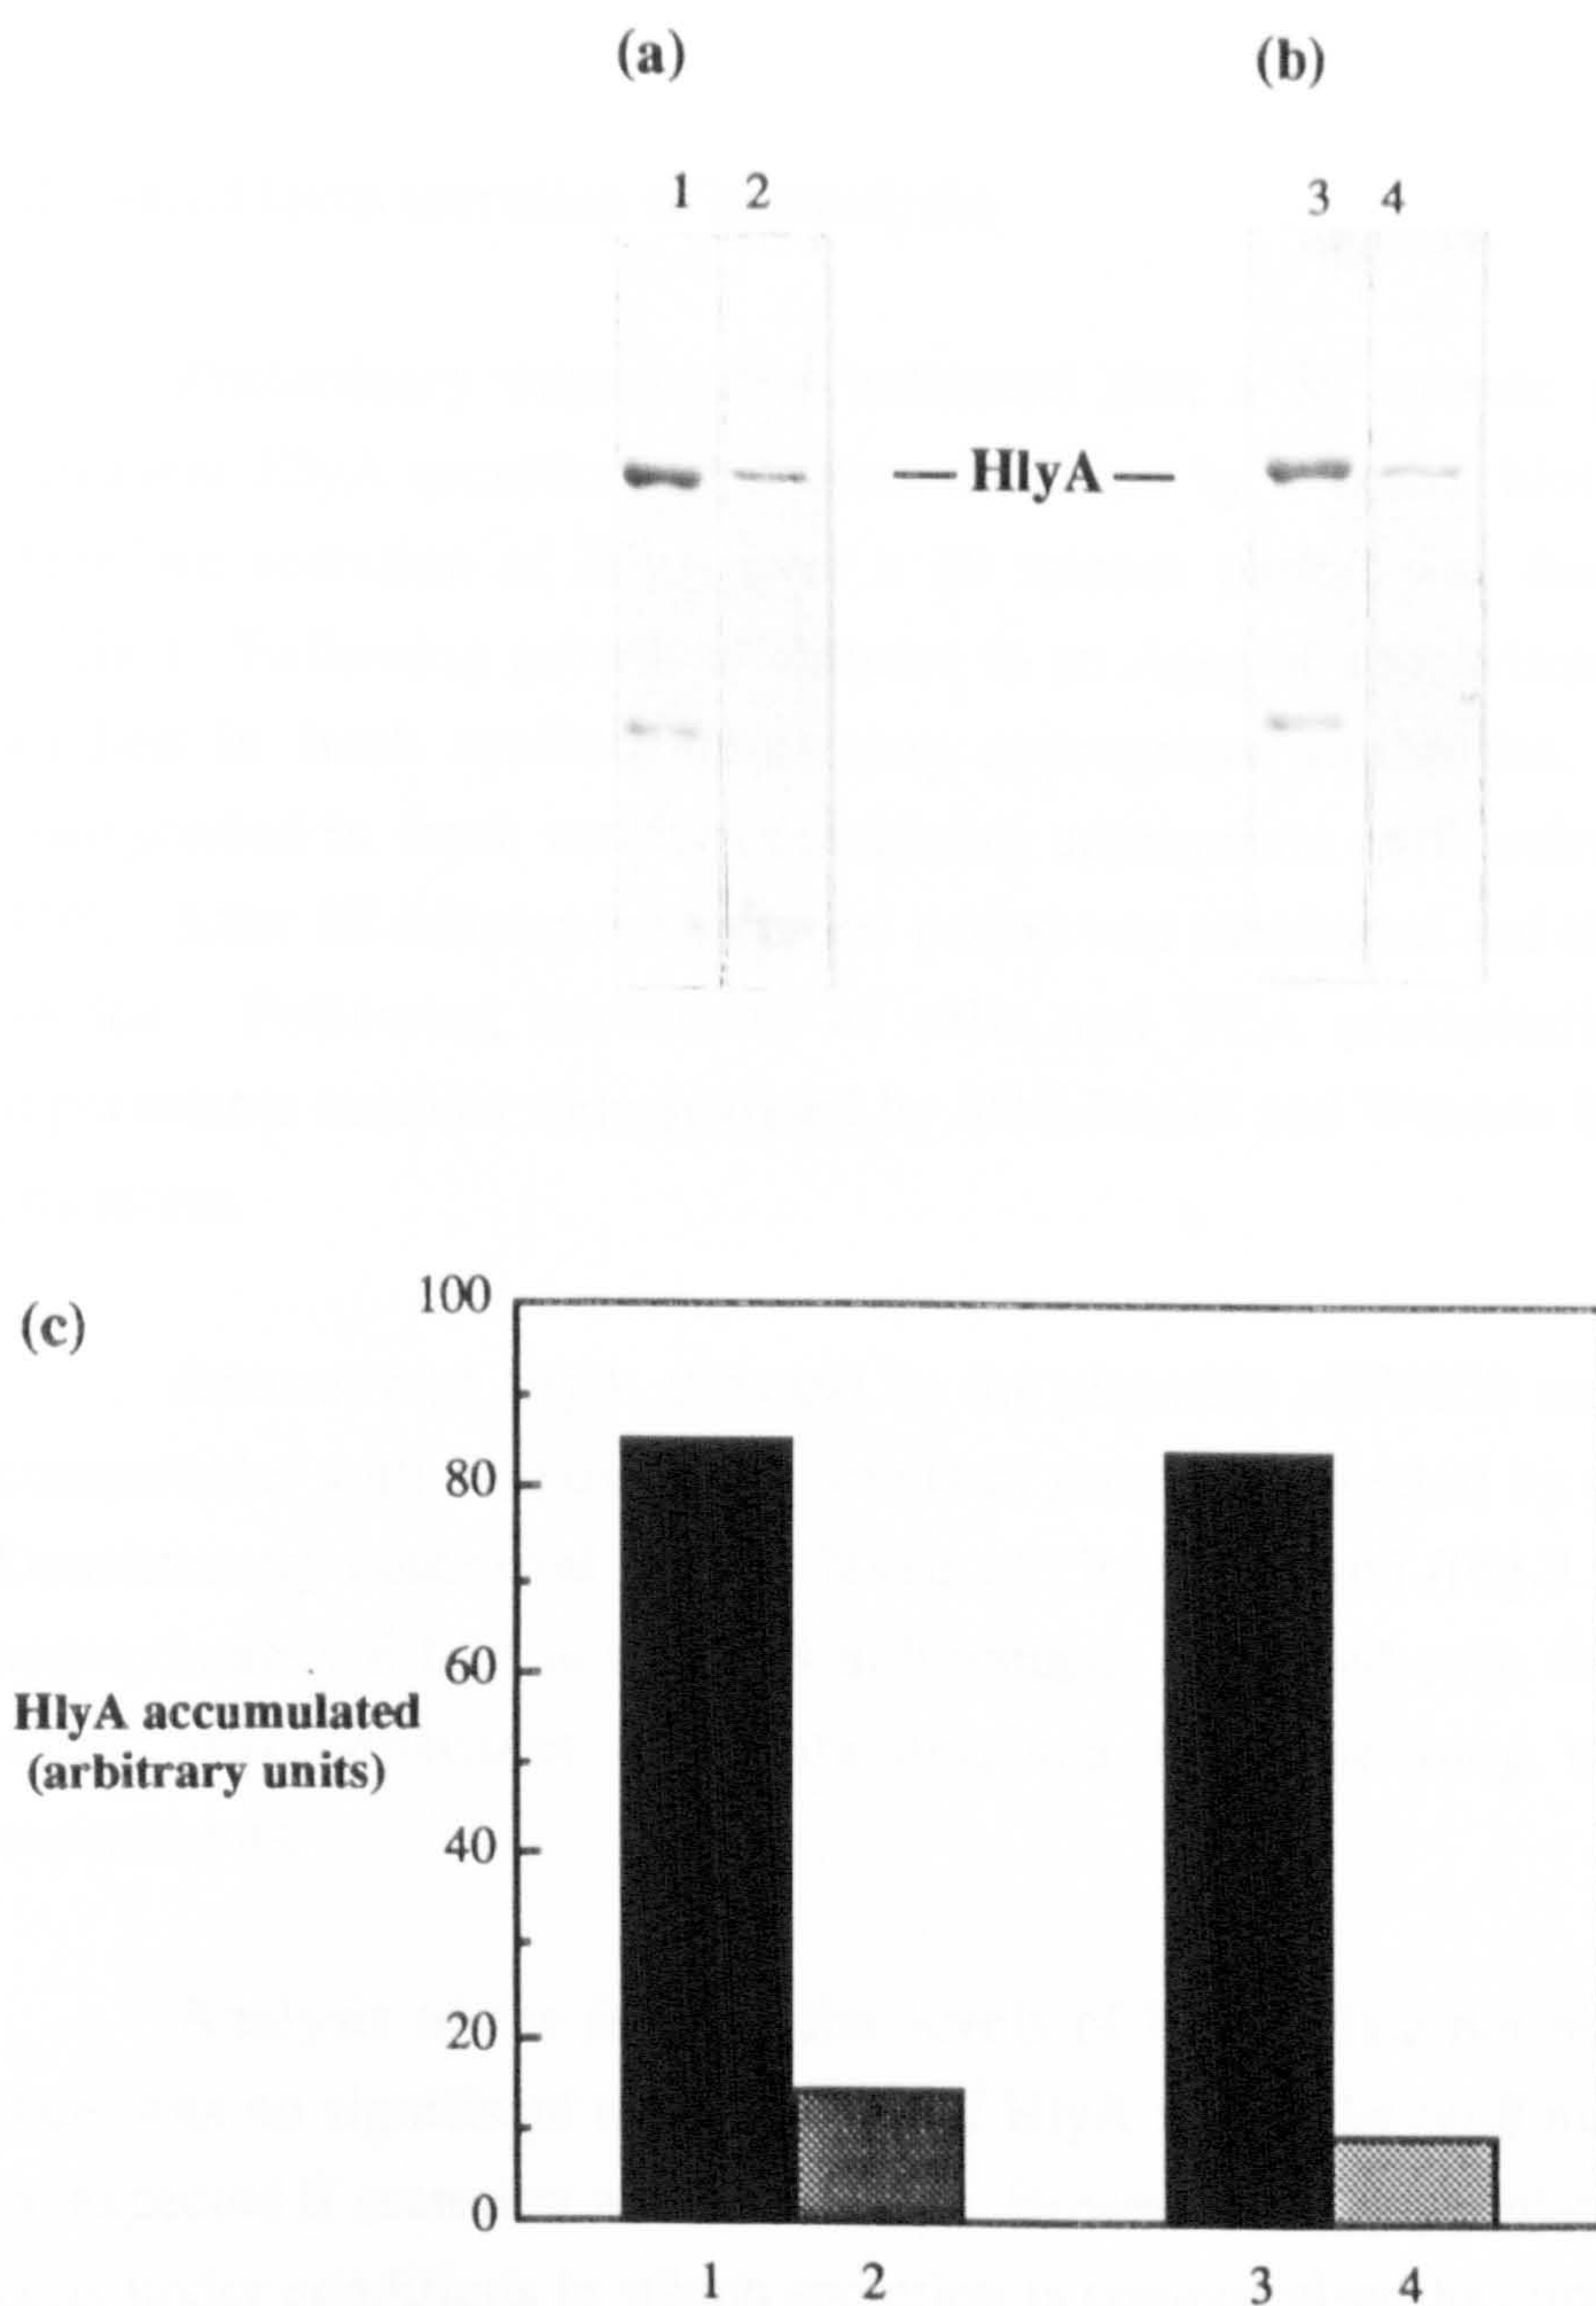 (a) (b)
1 2 3 4
— HlyA —
(c)
100
80
60
HlyA accumulated
(arbitrary units)
40
20
0
1 2 3 4